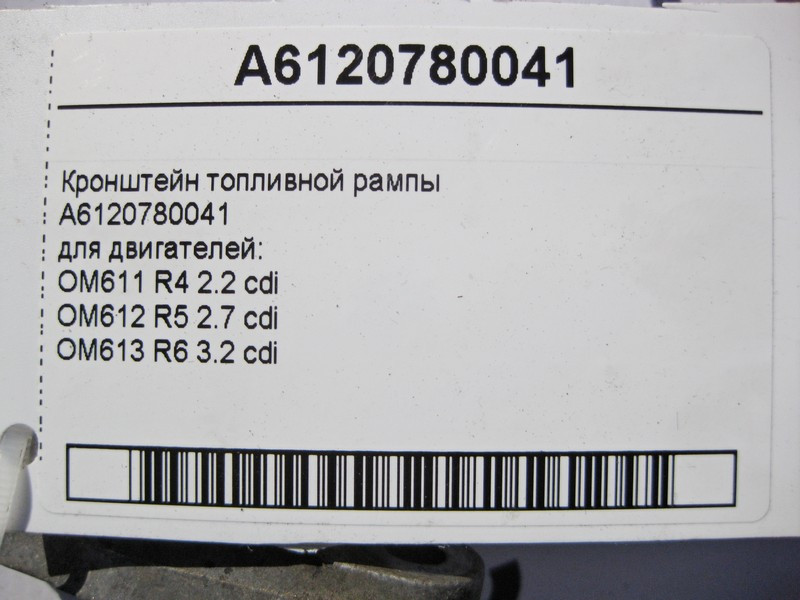 A6120780041
Кронштейн топливной рампы
A6120780041
для двигателей:
OM611 R4 2.2 cdi
OM612 R5 2.7 cdi
OM613 R6 3.2 cdi